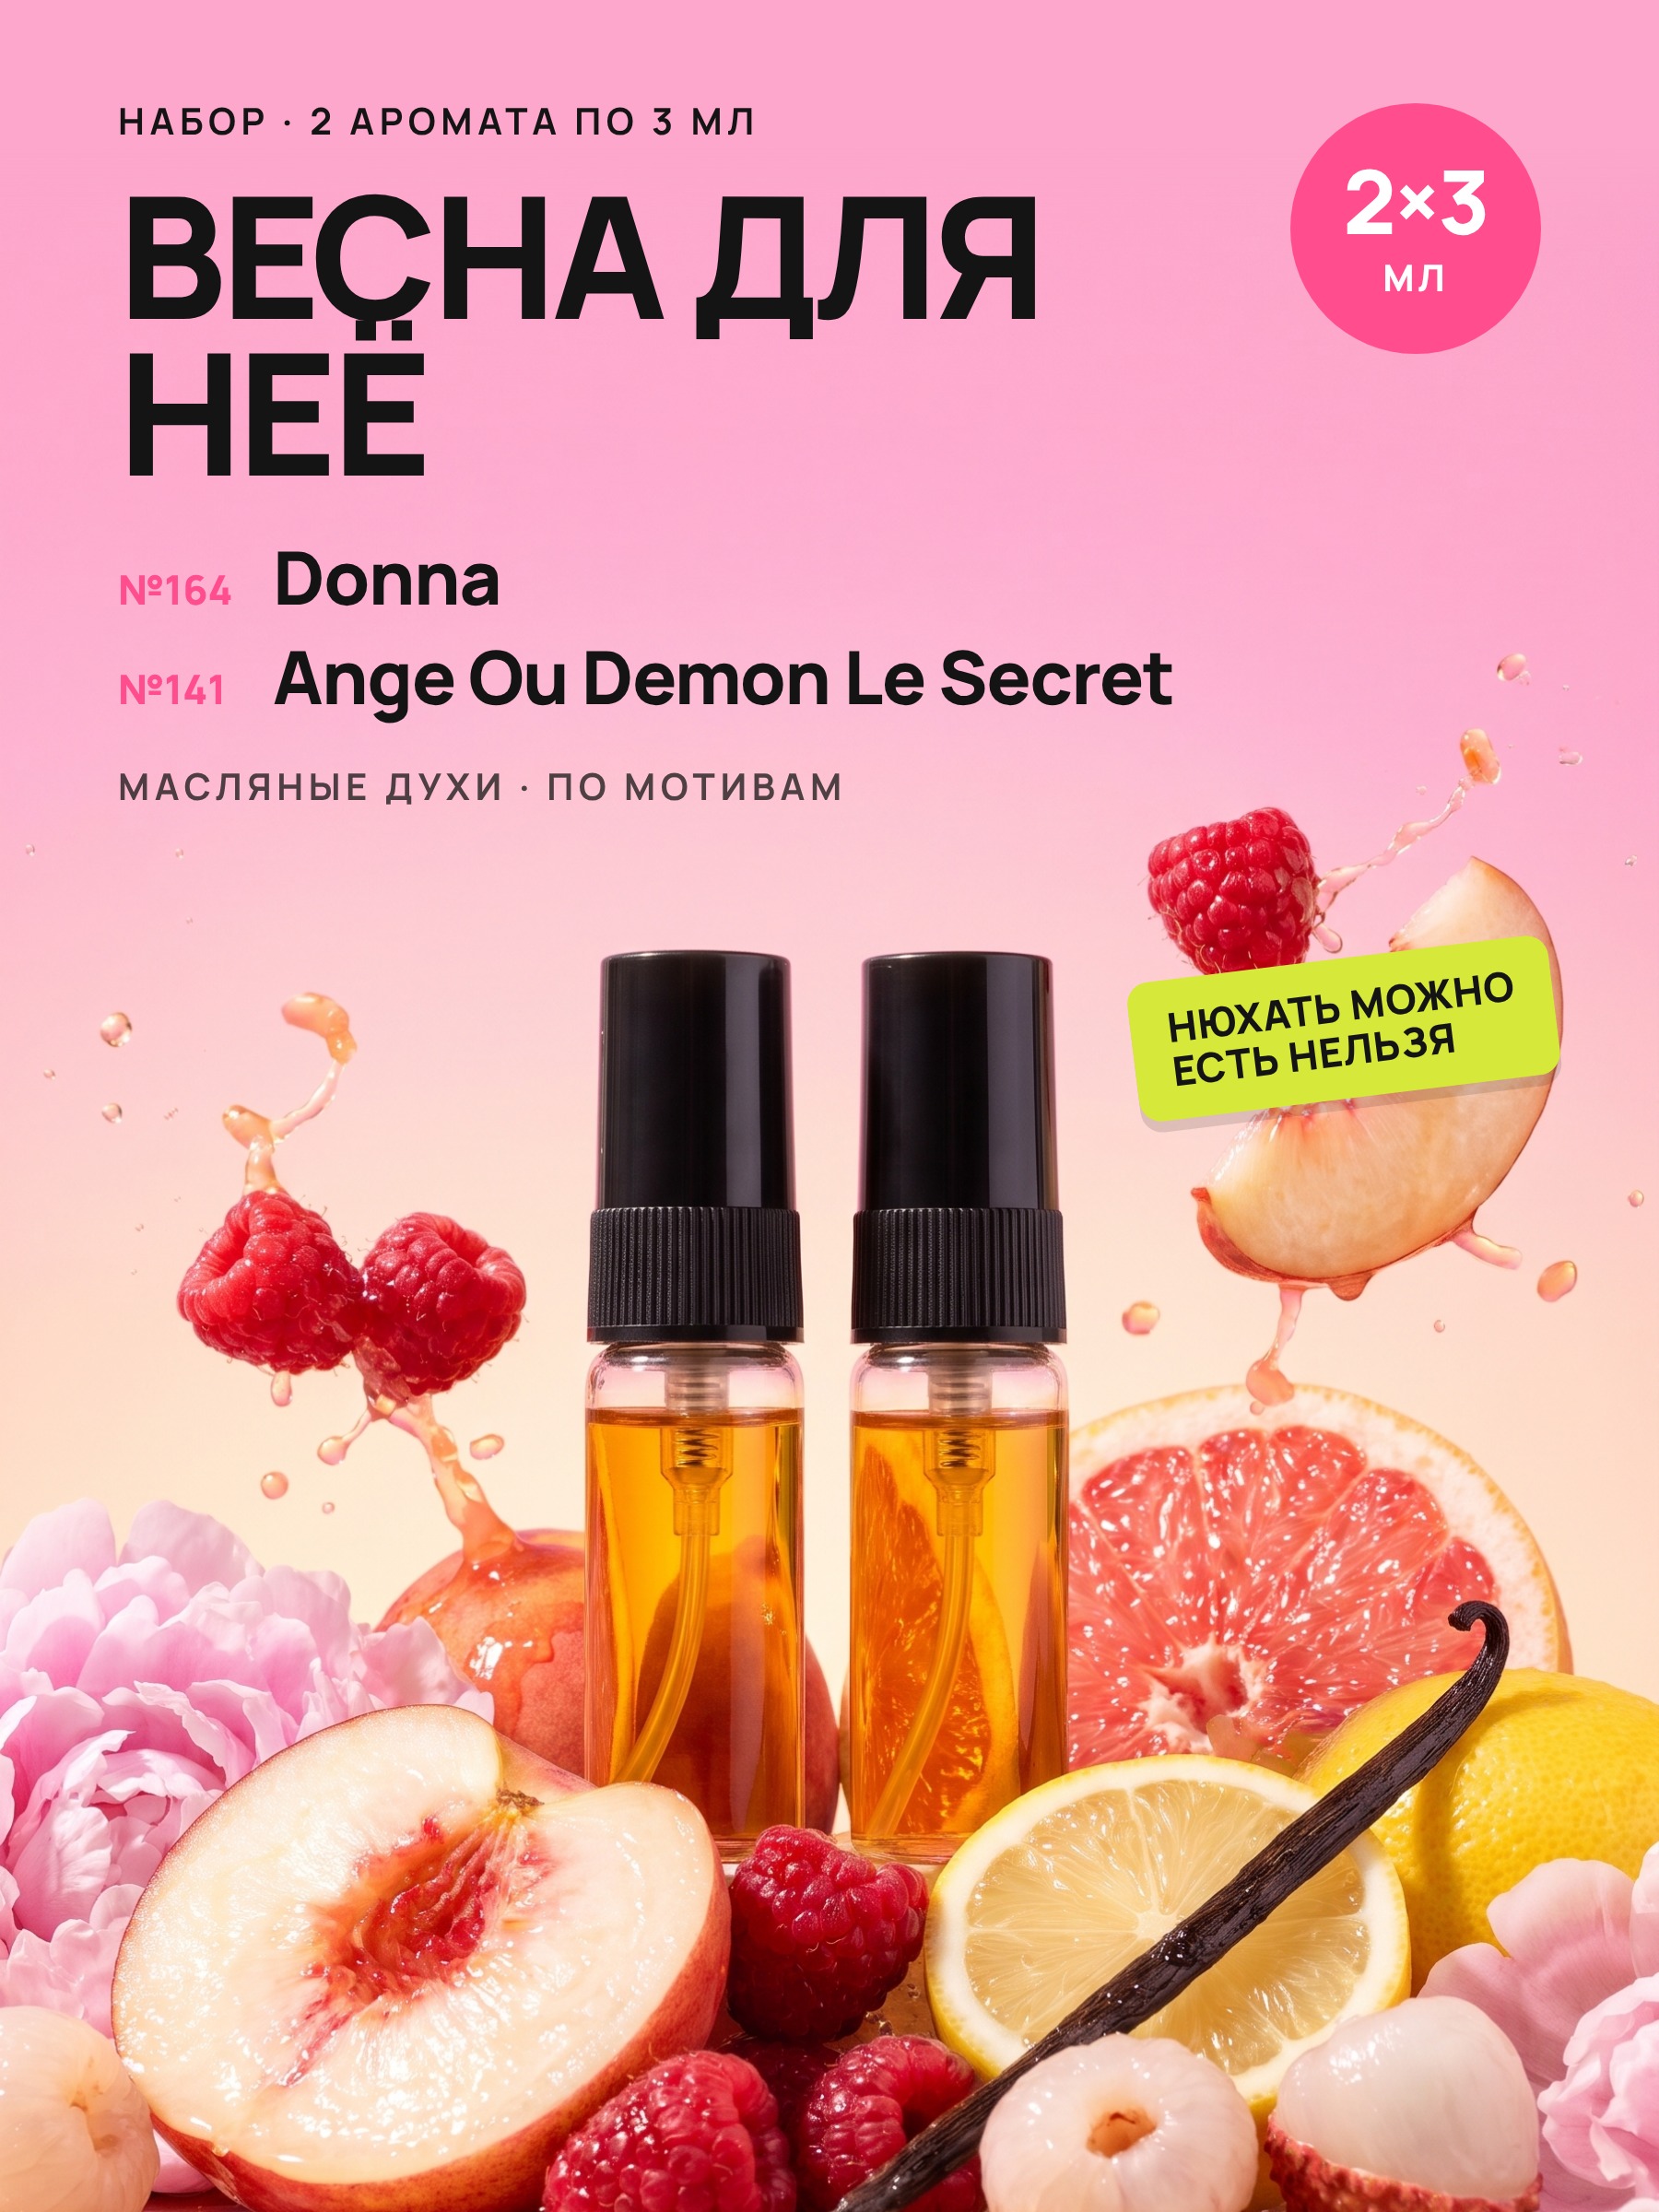 НАБОР · 2 АРОМАТА ПО 3 МЛ
2×3
МЛ
ВЕСНА ДЛЯ
НЕЁ
№164 Donna
№141 Ange Ou Demon Le Secret
МАСЛЯНЫЕ ДУХИ · ПО МОТИВАМ
НЮХАТЬ МОЖНО
ЕСТЬ НЕЛЬЗЯ